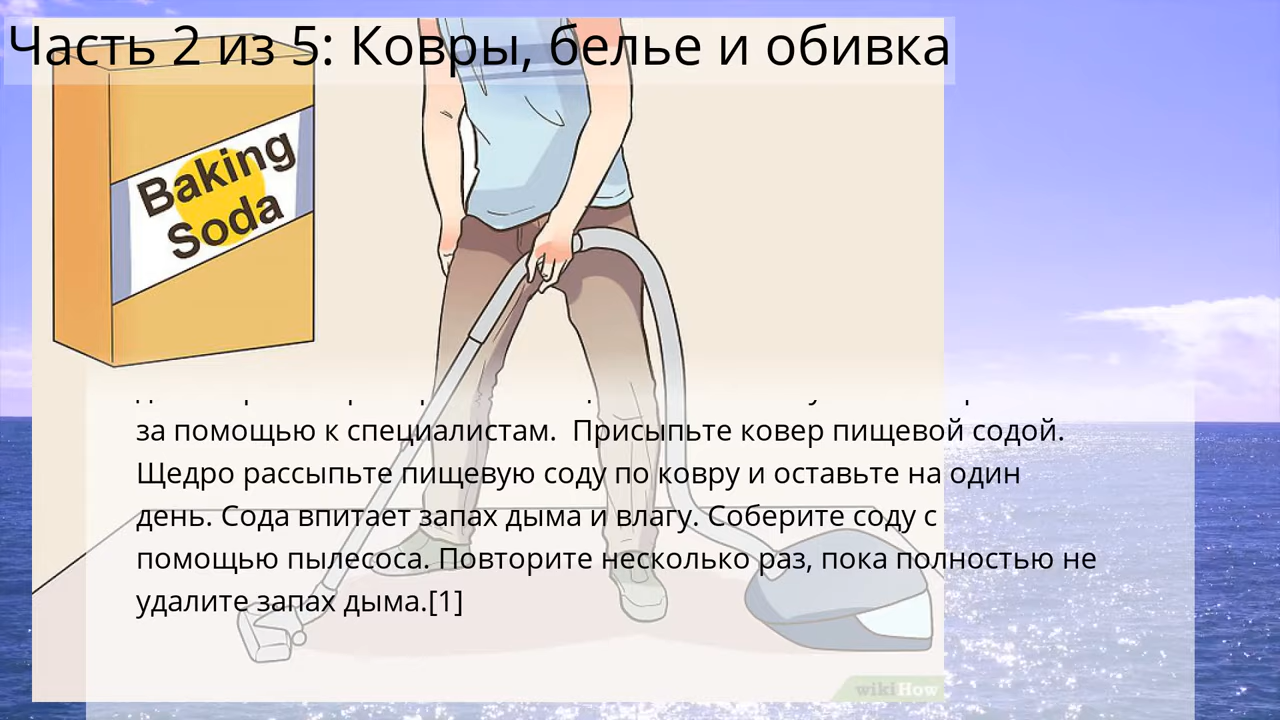 Часть 2 из 5: Ковры, белье и обивка
Baking
Soda
за помощью к специалистам.  Присыпьте ковер пищевой содой.
Щедро рассыпьте пищевую соду по ковру и оставьте на один
день. Сода впитает запах дыма и влагу. Соберите соду с
помощью пылесоса. Повторите несколько раз, пока полностью не
удалите запах дыма.[1]
wikiHow